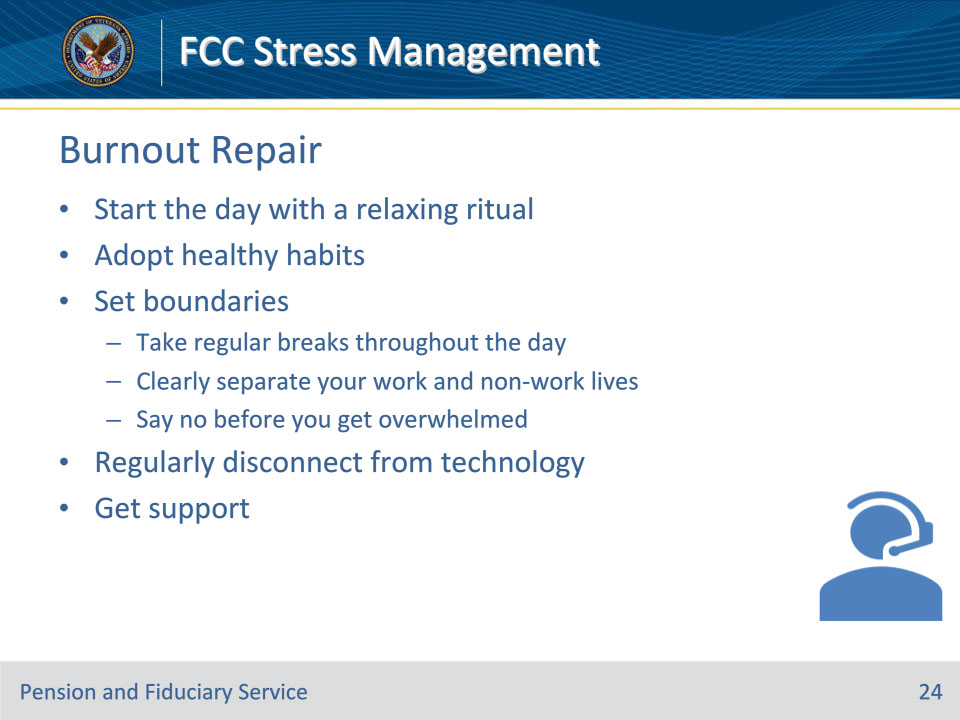 FCC Stress Management
Burnout Repair
• Start the day with a relaxing ritual
• Adopt healthy habits
• Set boundaries
– Take regular breaks throughout the day
– Clearly separate your work and non-work lives
– Say no before you get overwhelmed
• Regularly disconnect from technology
• Get support
Pension and Fiduciary Service
24